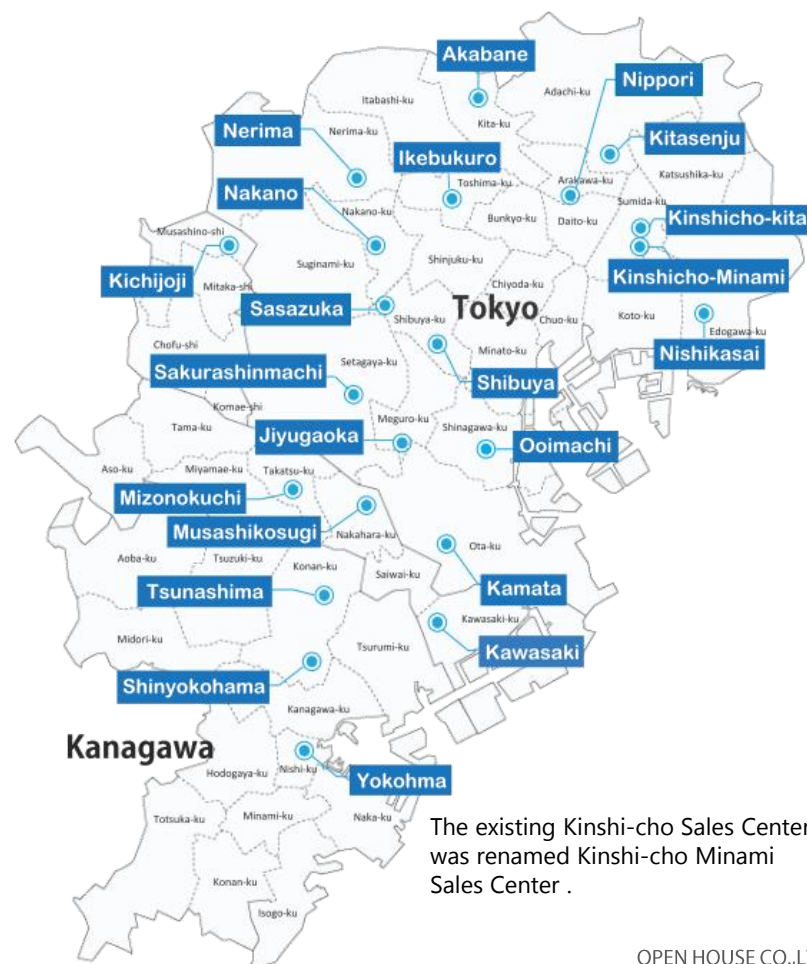 Akabane
Nippori
Adachi-ku
Itabashi-ku
Kita-ku
Nerima
Nerima-ku
Kitasenju
Ikebukuro
Katsushika-ku
Toshima-ku
Arakawa-ku
Nakano
Nakano-ku
Sumida-ku
Bunkyo-ku
Daito-ku
Kinshicho-kita
Musashino-shi
Suginami-ku
Shinjuku-ku
Kichijoji
Mitaka-shi
Kinshicho-Minami
Chiyoda-ku
Sasazuka
Tokyo
Shibuya-ku
Chuo-ku
Koto-ku
Edogawa-ku
Chofu-shi
Minato-ku
Nishikasai
Setagaya-ku
Sakurashinmachi
Shibuya
Komae-shi
Tama-ku
Meguro-ku
Shinagawa-ku
Jiyugaoka
Ooimachi
Aso-ku
Miyamae-ku
Takatsu-ku
Mizonokuchi
Musashikosugi
Nakahara-ku
Ota-ku
Aoba-ku
Tsuzuki-ku
Konan-ku
Saiwai-ku
Tsunashima
Kamata
Kawasaki-ku
Midori-ku
Tsurumi-ku
Kawasaki
Shinyokohama
Kanagawa-ku
Kanagawa
Hodogaya-ku
Nishi-ku
Yokohma
Totsuka-ku
Minami-ku
Naka-ku
The existing Kinshi-cho Sales Center
was renamed Kinshi-cho Minami
Sales Center .
Konan-ku
Isogo-ku
OPEN HOUSE CO.,LT